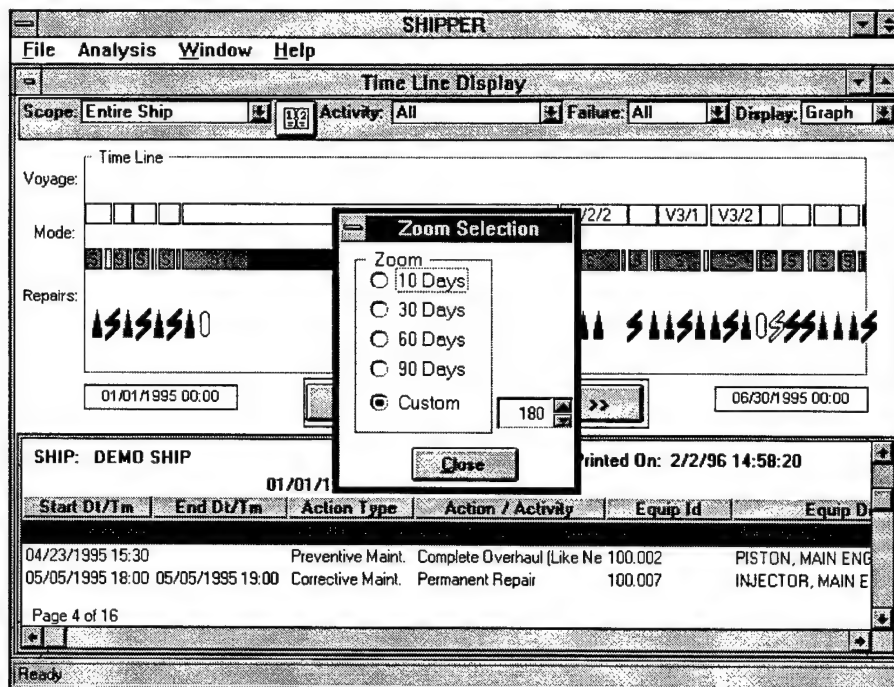 SHIPPER
File Analysis Window Help
Time Line Display
Scope: Entire Ship Activity: All Failure: All Display: Graph
Time Line
Voyage:
/2/2 V3/1 V3/2
Mode:
S S S S S S S S
Repairs:
01/01/1995 00:00 >> 06/30/1995 00:00
Zoom Selection
Zoom
10 Days
30 Days
60 Days
90 Days
Custom 180
Close
SHIP: DEMO SHIP Printed On: 2/2/96 14:58:20
01/01/1
Start Dt/Tm End Dt/Tm Action Type Action / Activity Equip Id Equip D
04/23/1995 15:30 Preventive Maint. Complete Overhaul (Like Ne 100.002 PISTON, MAIN ENG
05/05/1995 18:00 05/05/1995 19:00 Corrective Maint. Permanent Repair 100.007 INJECTOR, MAIN E
Page 4 of 16
Ready